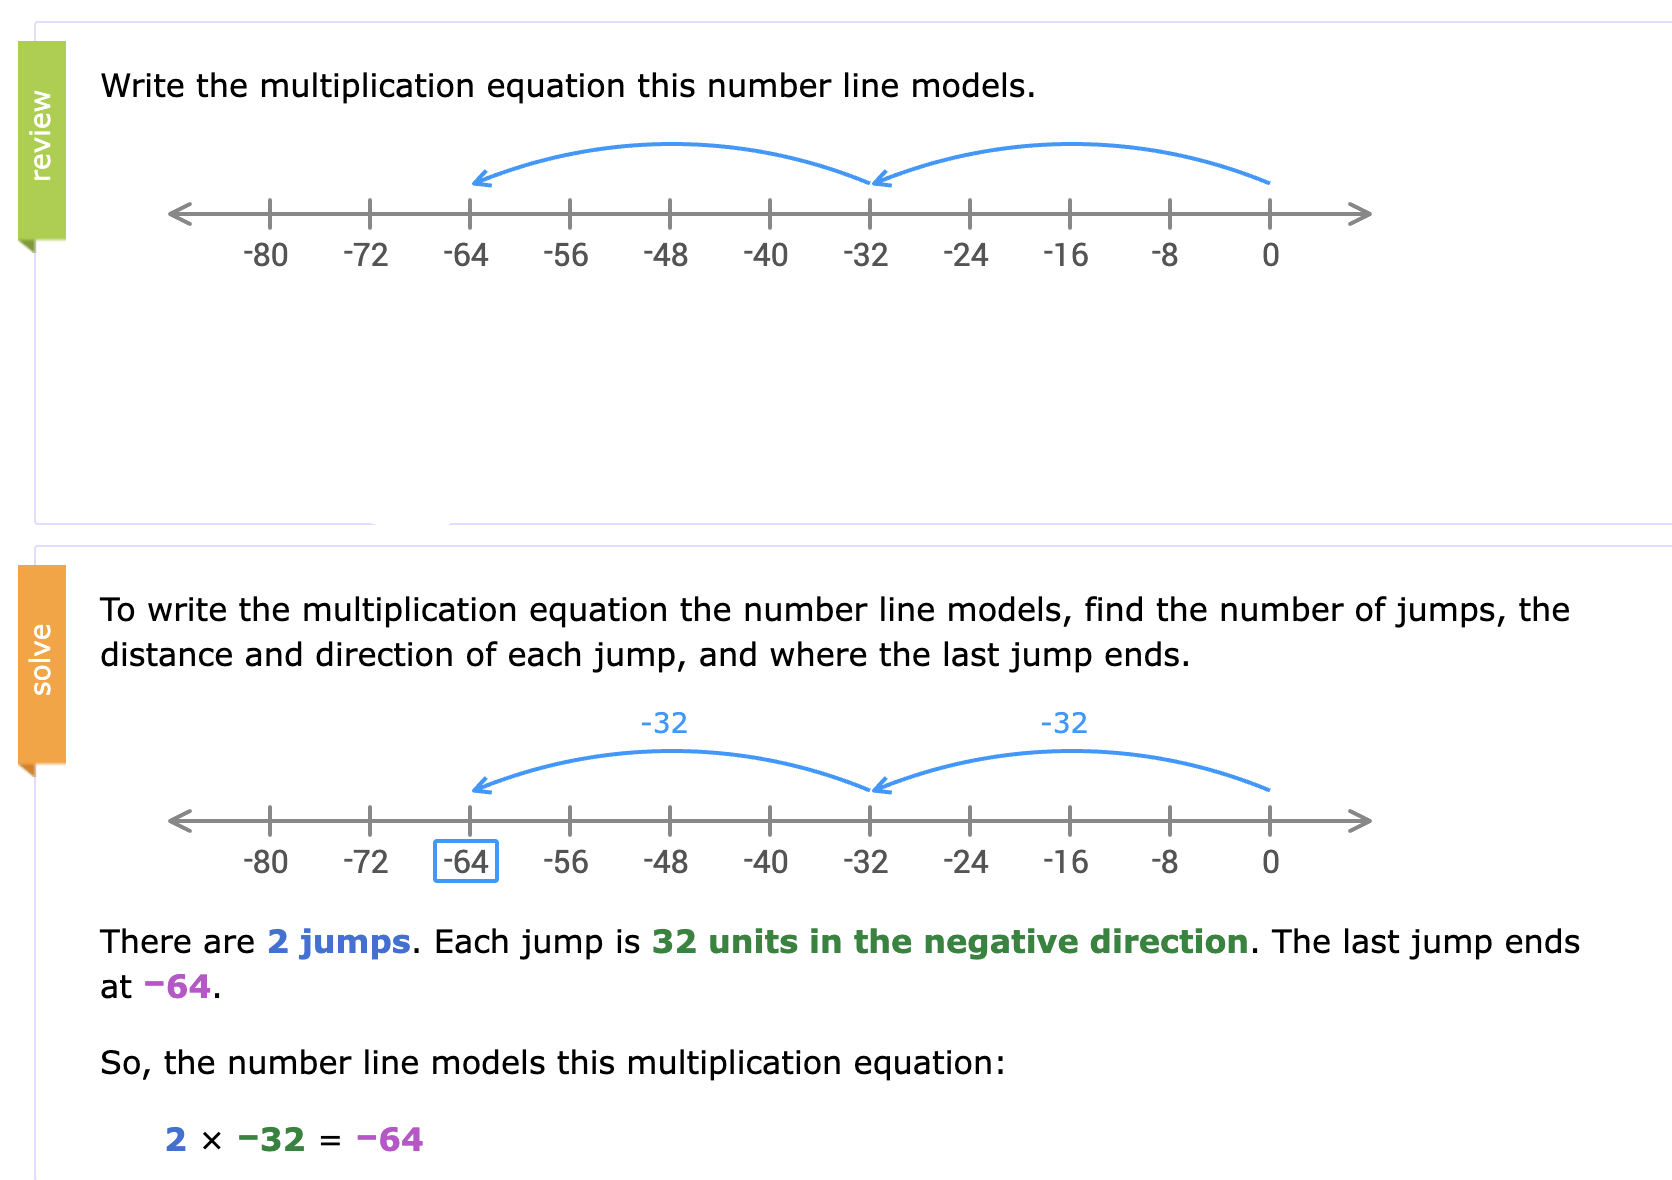 review
Write the multiplication equation this number line models.
-80 -72 -64 -56 -48 -40 -32 -24 -16 -8 0
solve
To write the multiplication equation the number line models, find the number of jumps, the
distance and direction of each jump, and where the last jump ends.
-32 -32
-80 -72 -64 -56 -48 -40 -32 -24 -16 -8 0
There are 2 jumps. Each jump is 32 units in the negative direction. The last jump ends
at −64.
So, the number line models this multiplication equation:
2 × −32 = −64